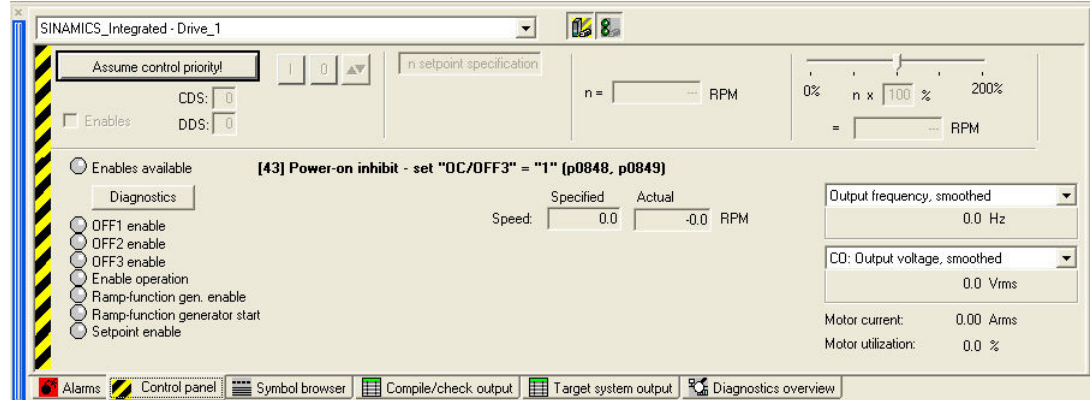 SINAMICS_Integrated - Drive_1
Assume control priority!
I 0
n setpoint specification
CDS: 0
Enables
DDS: 0
n = --- RPM
0% n x 100 % 200%
= --- RPM
Enables available
[43] Power-on inhibit - set "OC/OFF3" = "1" (p0848, p0849)
Diagnostics
Specified Actual
Speed: 0.0 -0.0 RPM
OFF1 enable
OFF2 enable
OFF3 enable
Enable operation
Ramp-function gen. enable
Ramp-function generator start
Setpoint enable
Output frequency, smoothed
0.0 Hz
CO: Output voltage, smoothed
0.0 Vrms
Motor current: 0.00 Arms
Motor utilization: 0.0 %
Alarms Control panel Symbol browser Compile/check output Target system output Diagnostics overview